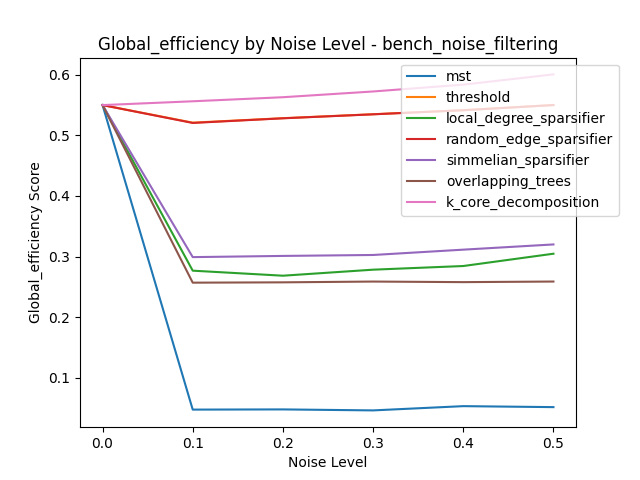 Global_efficiency by Noise Level - bench_noise_filtering
Global_efficiency Score
0.6
0.5
0.4
0.3
0.2
0.1
0.0
0.1
0.2
0.3
0.4
0.5
Noise Level
mst
threshold
local_degree_sparsifier
random_edge_sparsifier
simmelian_sparsifier
overlapping_trees
k_core_decomposition